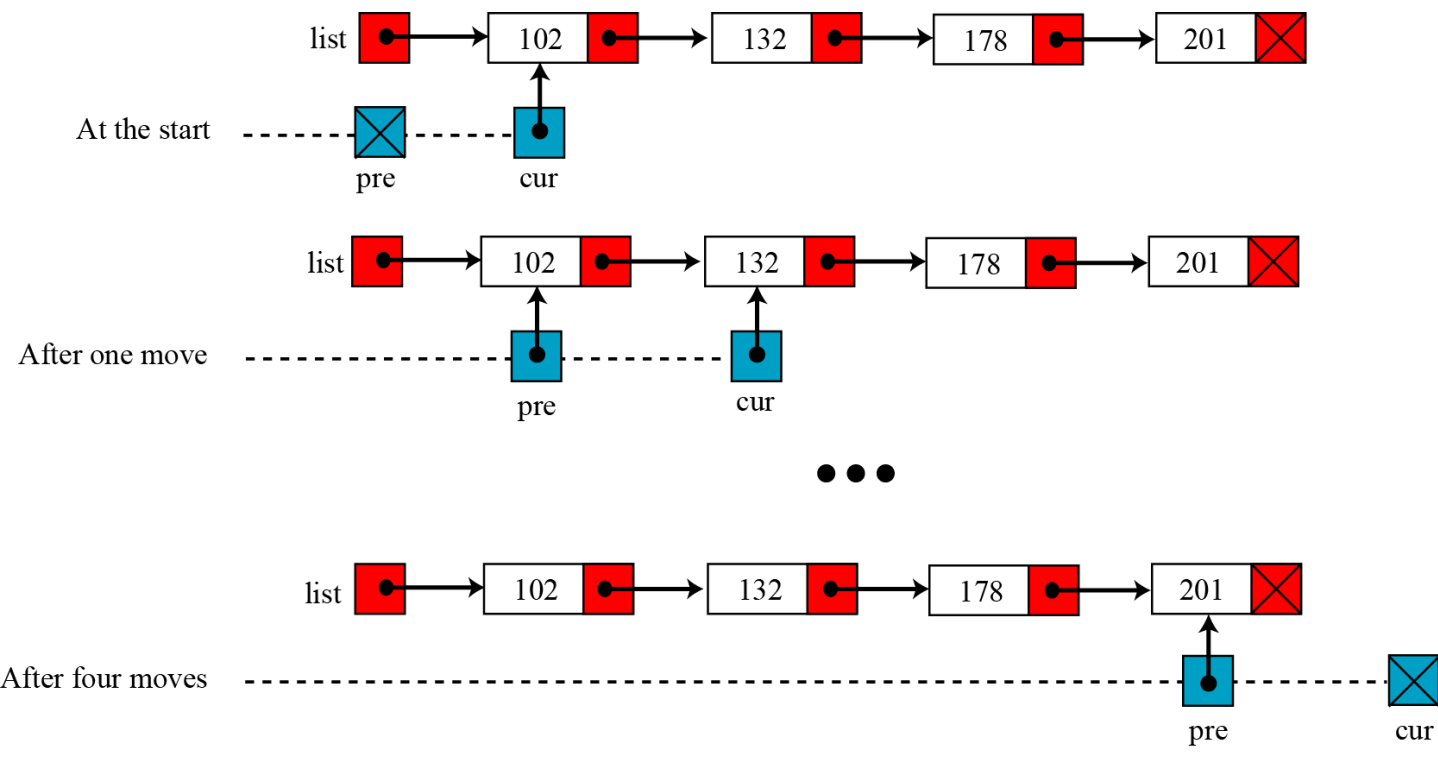 list 102 132 178 201
At the start
pre cur
list 102 132 178 201
After one move
pre cur
list 102 132 178 201
After four moves
pre cur